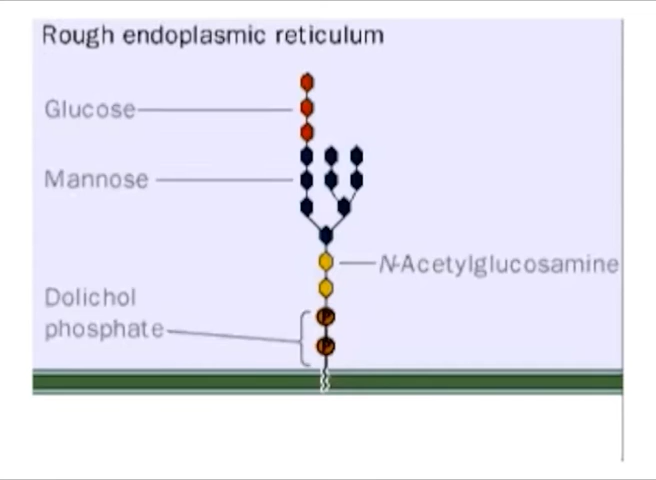 Rough endoplasmic reticulum
Glucose
Mannose
N-Acetylglucosamine
Dolichol
phosphate
P
P